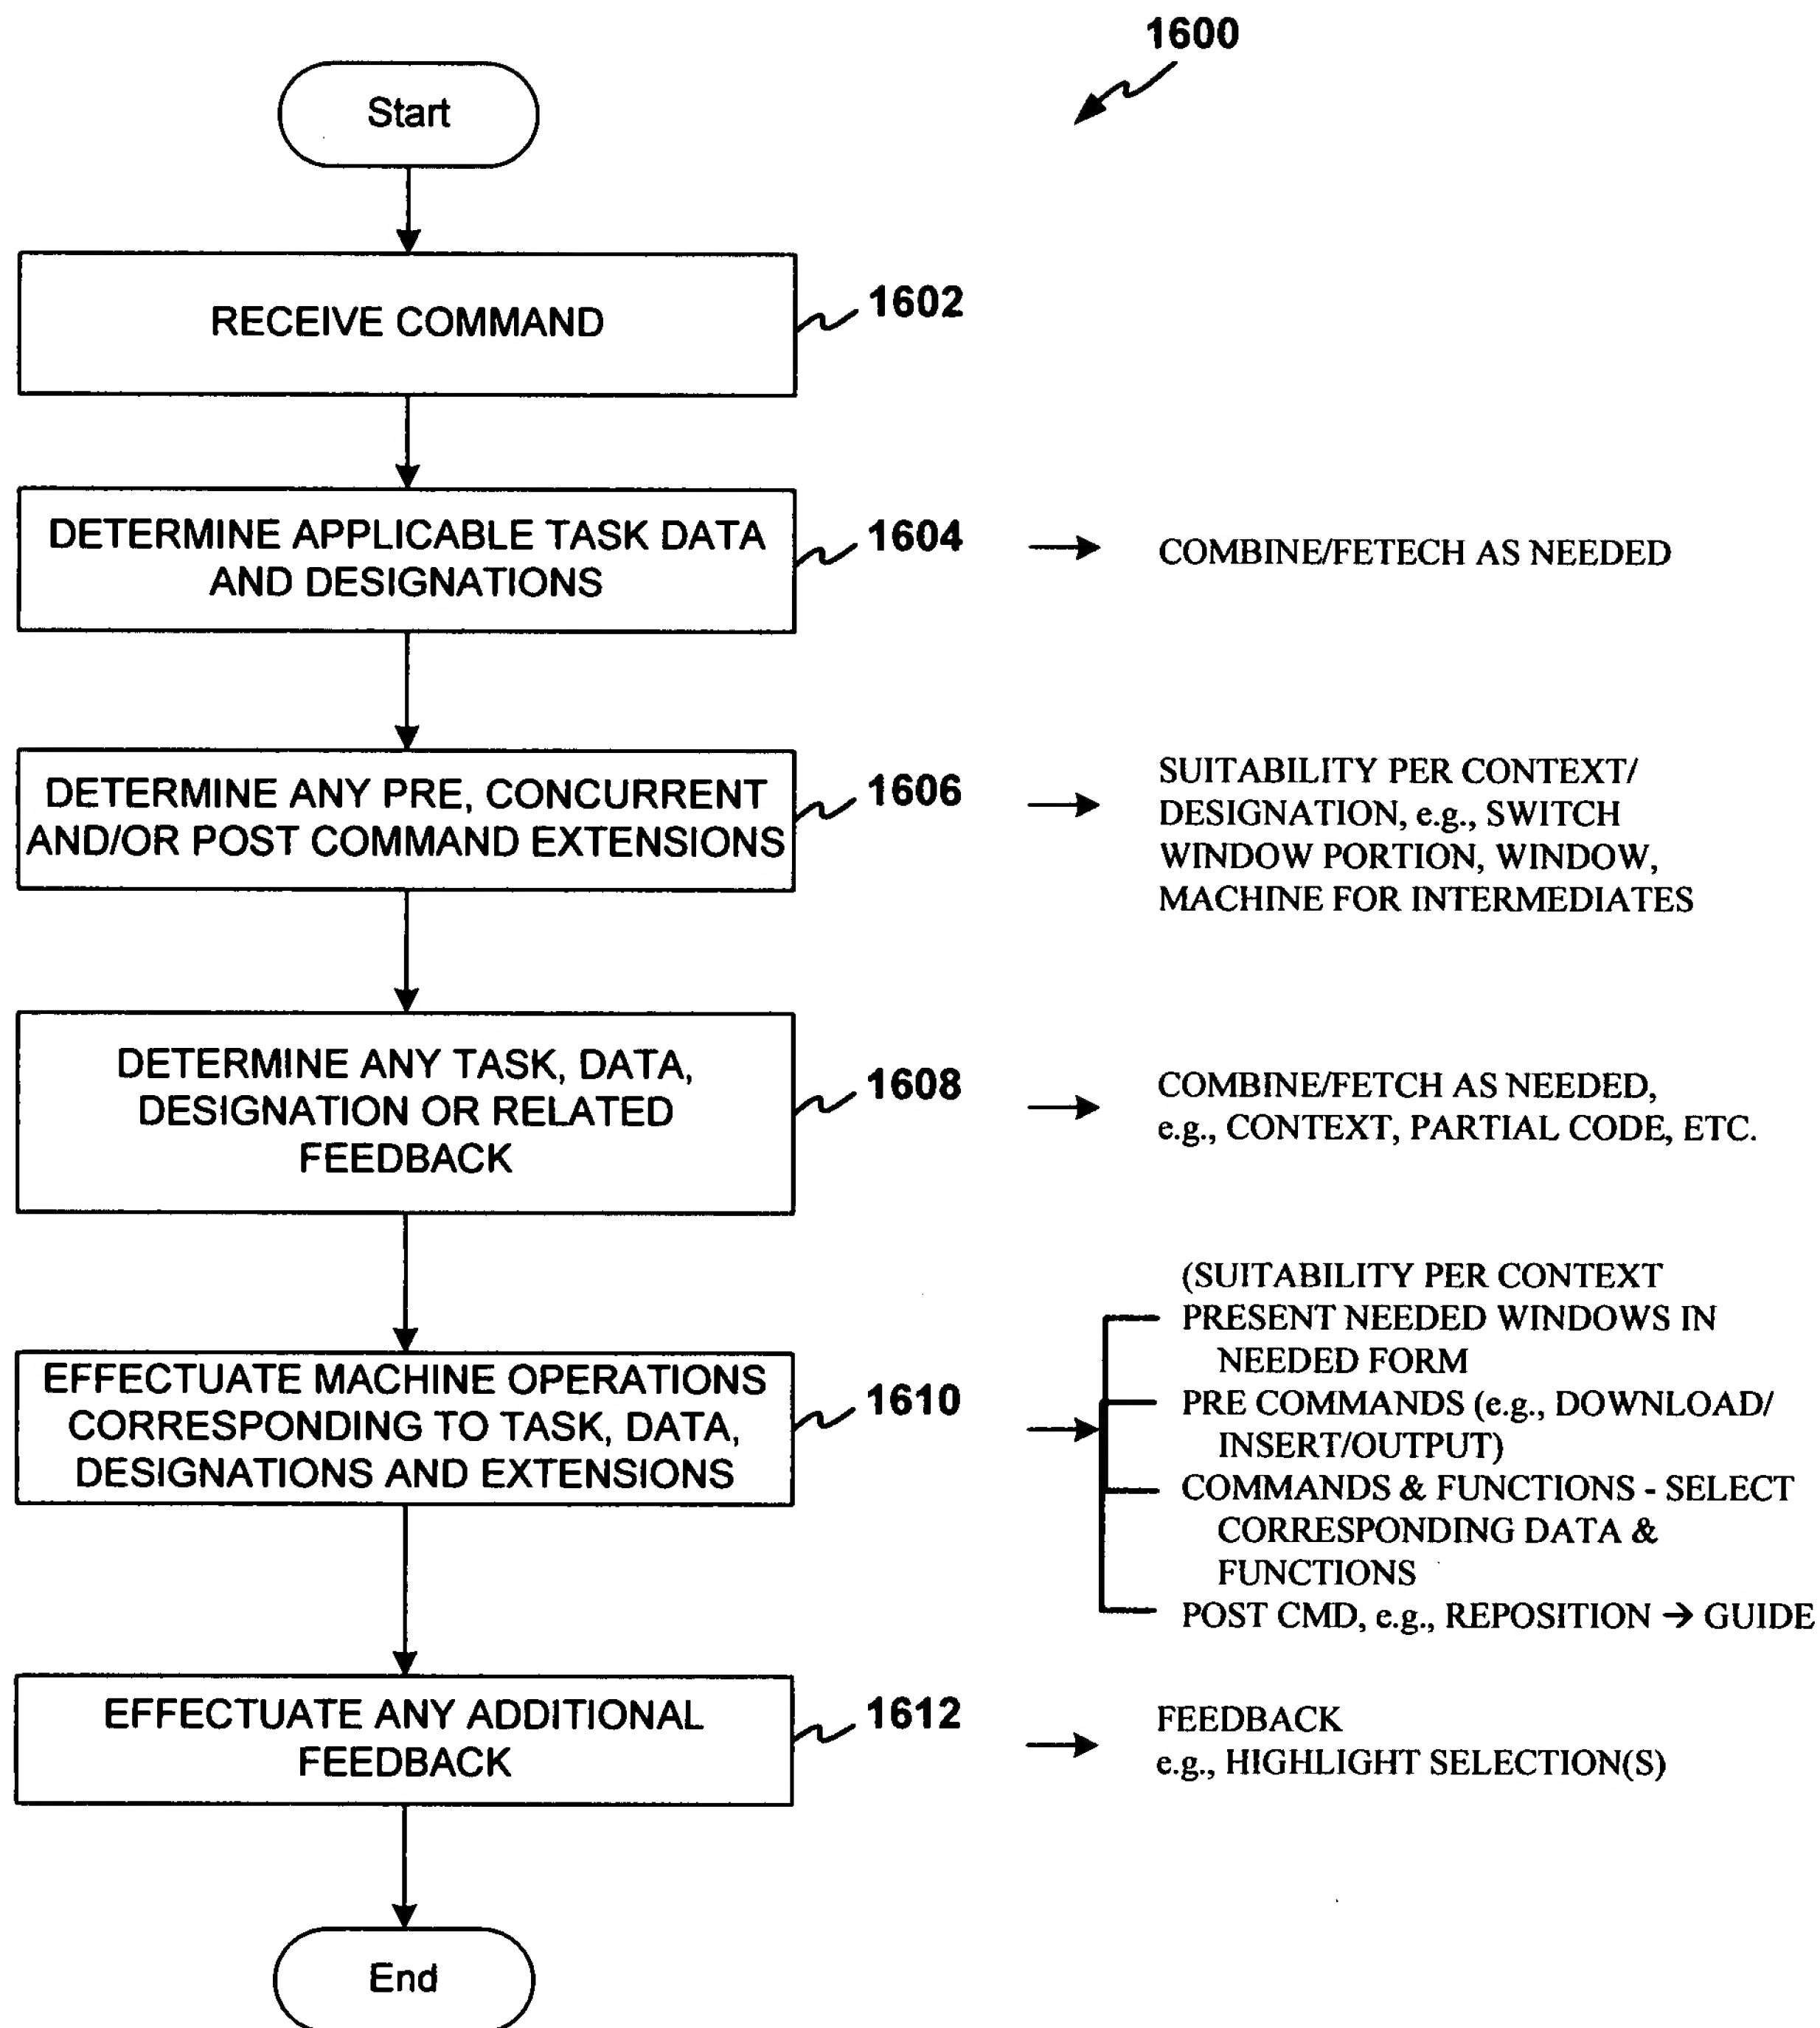 1600
Start
RECEIVE COMMAND
1602
DETERMINE APPLICABLE TASK DATA
AND DESIGNATIONS
1604
COMBINE/FETECH AS NEEDED
DETERMINE ANY PRE, CONCURRENT
AND/OR POST COMMAND EXTENSIONS
1606
SUITABILITY PER CONTEXT/
DESIGNATION, e.g., SWITCH
WINDOW PORTION, WINDOW,
MACHINE FOR INTERMEDIATES
DETERMINE ANY TASK, DATA,
DESIGNATION OR RELATED
FEEDBACK
1608
COMBINE/FETCH AS NEEDED,
e.g., CONTEXT, PARTIAL CODE, ETC.
EFFECTUATE MACHINE OPERATIONS
CORRESPONDING TO TASK, DATA,
DESIGNATIONS AND EXTENSIONS
1610
(SUITABILITY PER CONTEXT
PRESENT NEEDED WINDOWS IN
NEEDED FORM
PRE COMMANDS (e.g., DOWNLOAD/
INSERT/OUTPUT)
COMMANDS & FUNCTIONS - SELECT
CORRESPONDING DATA &
FUNCTIONS
POST CMD, e.g., REPOSITION → GUIDE
EFFECTUATE ANY ADDITIONAL
FEEDBACK
1612
FEEDBACK
e.g., HIGHLIGHT SELECTION(S)
End